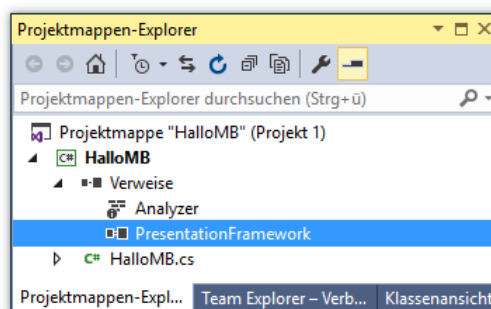 Projektmappen-Explorer
Projektmappen-Explorer durchsuchen (Strg+ü)
Projektmappe "HalloMB" (Projekt 1)
C# HalloMB
Verweise
Analyzer
PresentationFramework
C# HalloMB.cs
Projektmappen-Expl... Team Explorer – Verb... Klassenansicht